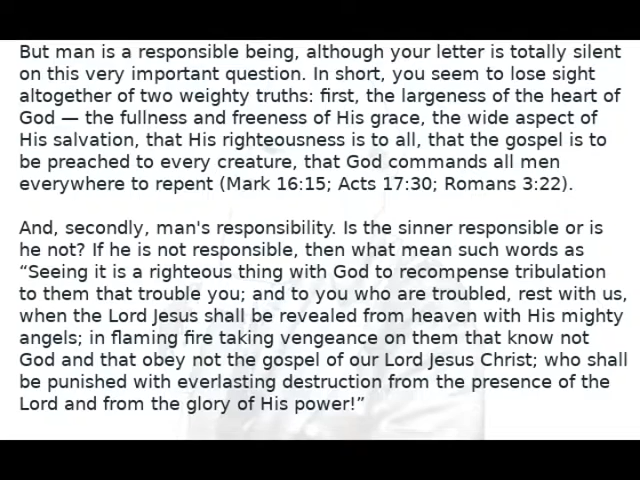 But man is a responsible being, although your letter is totally silent
on this very important question. In short, you seem to lose sight
altogether of two weighty truths: first, the largeness of the heart of
God — the fullness and freeness of His grace, the wide aspect of
His salvation, that His righteousness is to all, that the gospel is to
be preached to every creature, that God commands all men
everywhere to repent (Mark 16:15; Acts 17:30; Romans 3:22).
And, secondly, man's responsibility. Is the sinner responsible or is
he not? If he is not responsible, then what mean such words as
“Seeing it is a righteous thing with God to recompense tribulation
to them that trouble you; and to you who are troubled, rest with us,
when the Lord Jesus shall be revealed from heaven with His mighty
angels; in flaming fire taking vengeance on them that know not
God and that obey not the gospel of our Lord Jesus Christ; who shall
be punished with everlasting destruction from the presence of the
Lord and from the glory of His power!”